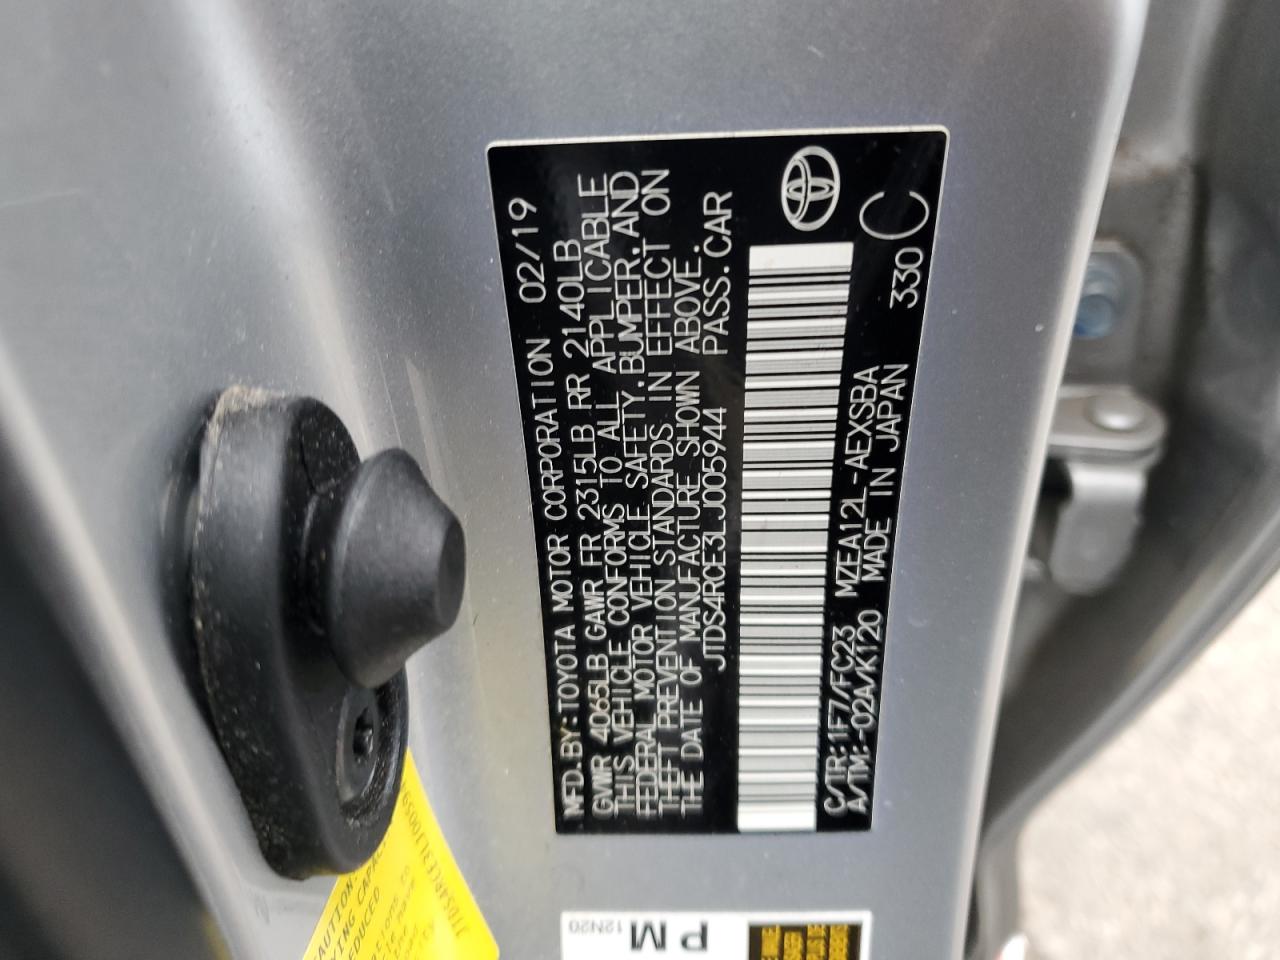 MFD.BY:TOYOTA MOTOR CORPORATION 02/19
GVWR 4065LB GAWR FR 2315LB RR 2140LB
THIS VEHICLE CONFORMS TO ALL APPLICABLE
FEDERAL MOTOR VEHICLE SAFETY,BUMPER,AND
THEFT PREVENTION STANDARDS IN EFFECT ON
THE DATE OF MANUFACTURE SHOWN ABOVE.
JTDS4RCE3LJ005944 PASS.CAR
C/TR:1F7/FC23 MZEA12L-AEXSBA 330 C
A/TM:-02A/K120 MADE IN JAPAN
JTDS4RCE3LJ0059
PM
12N20